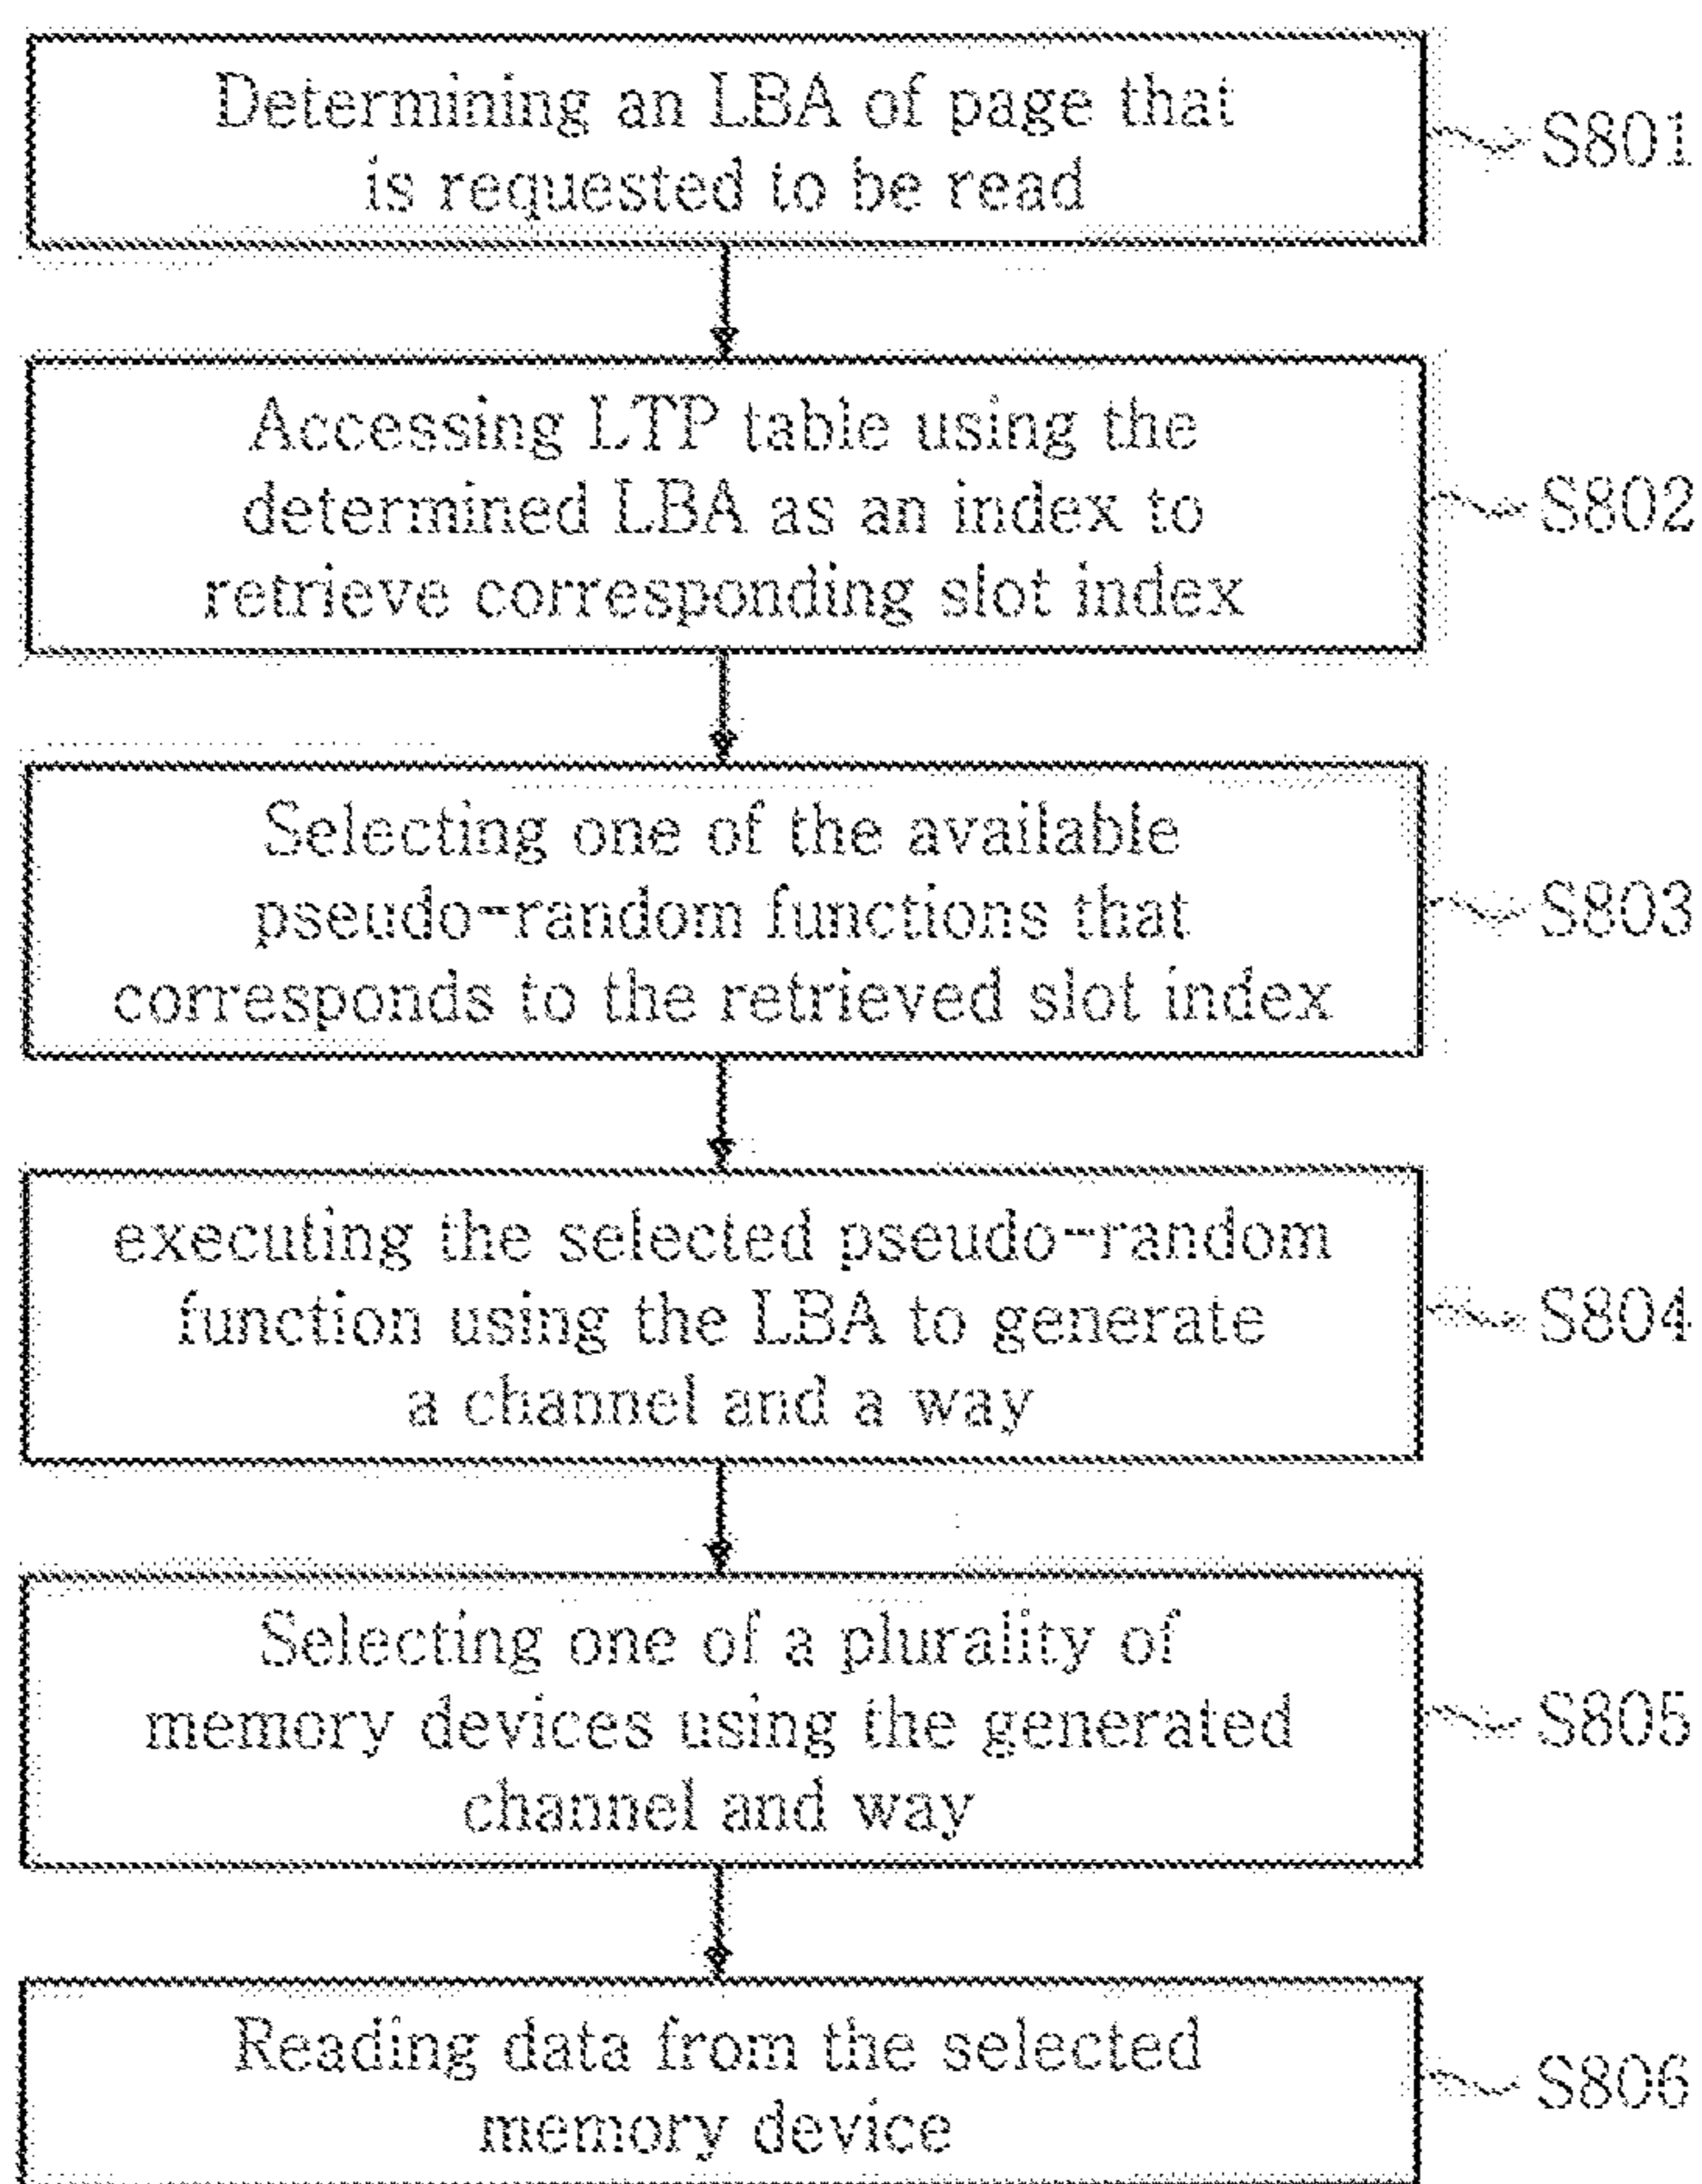 Determining an LBA of page that
is requested to be read
S801
Accessing LTP table using the
determined LBA as an index to
retrieve corresponding slot index
S802
Selecting one of the available
pseudo-random functions that
corresponds to the retrieved slot index
S803
executing the selected pseudo-random
function using the LBA to generate
a channel and a way
S804
Selecting one of a plurality of
memory devices using the generated
channel and way
S805
Reading data from the selected
memory device
S806